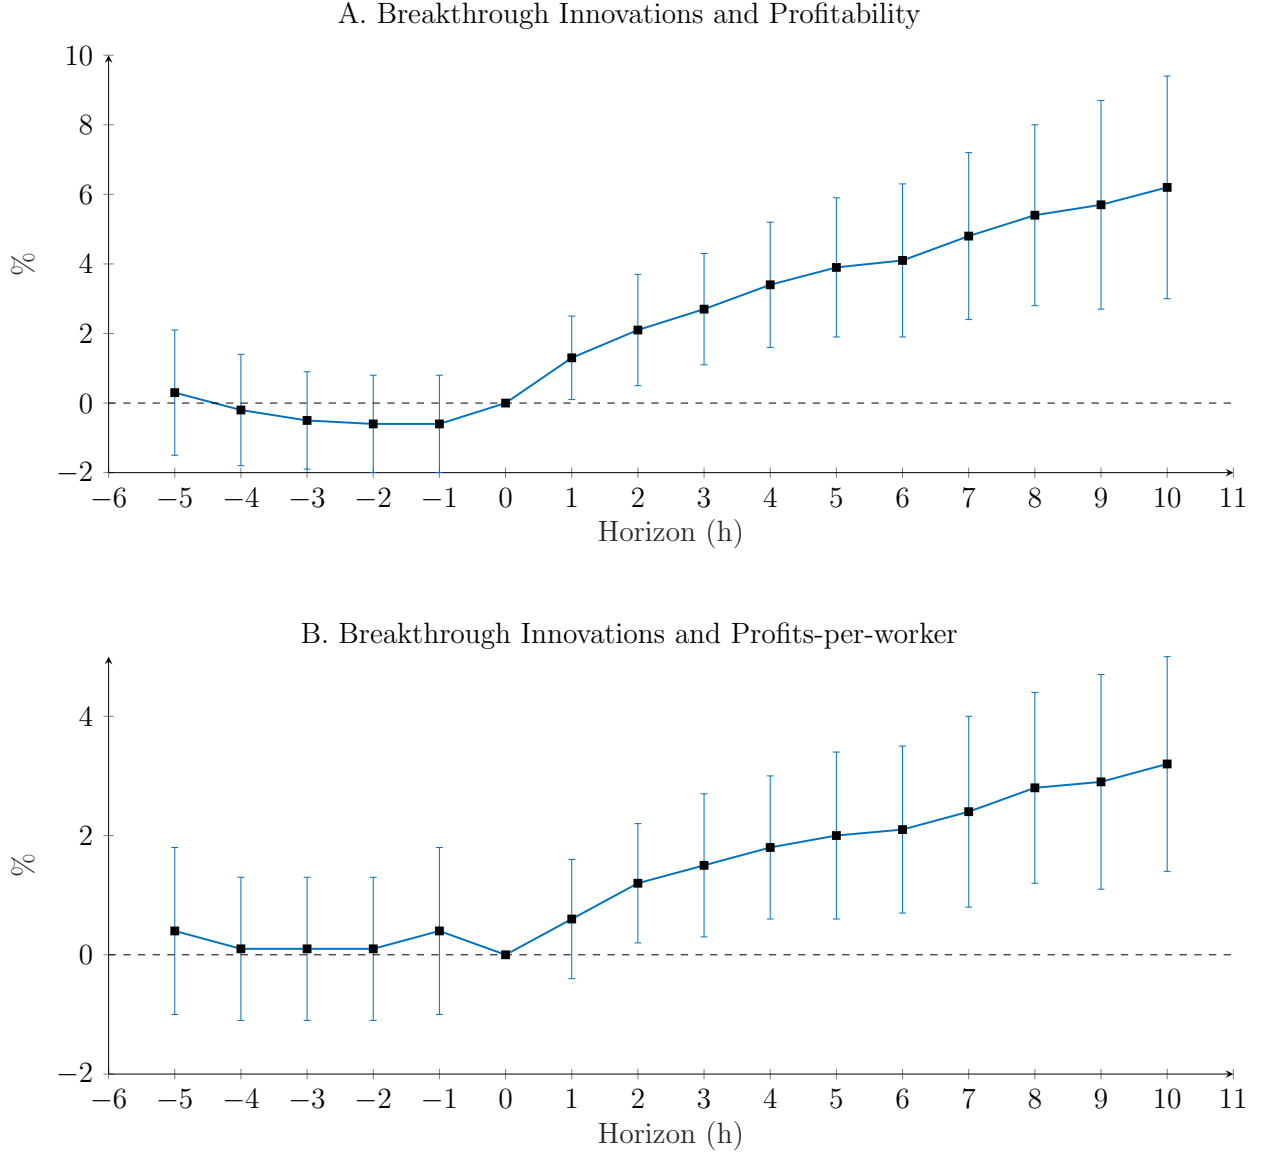 A. Breakthrough Innovations and Profitability
10
8
6
4
2
0
−2
%
−6 −5 −4 −3 −2 −1 0 1 2 3 4 5 6 7 8 9 10 11
Horizon (h)
B. Breakthrough Innovations and Profits-per-worker
4
2
0
−2
%
−6 −5 −4 −3 −2 −1 0 1 2 3 4 5 6 7 8 9 10 11
Horizon (h)